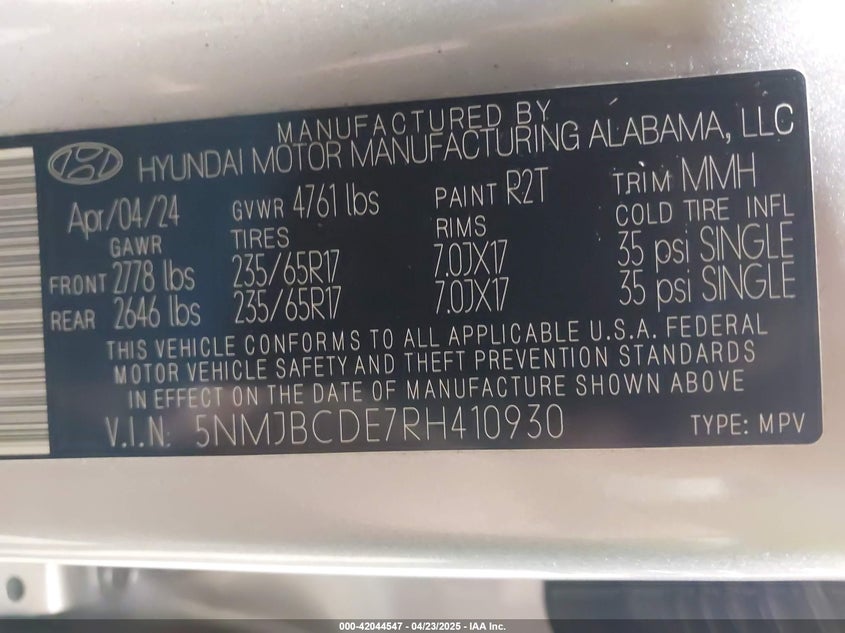 MANUFACTURED BY
HYUNDAI MOTOR MANUFACTURING ALABAMA, LLC
Apr/04/24 GVWR 4761 lbs PAINT R2T TRIM MMH
GAWR TIRES RIMS COLD TIRE INFL
FRONT 2778 lbs 235/65R17 7.0JX17 35 psi SINGLE
REAR 2646 lbs 235/65R17 7.0JX17 35 psi SINGLE
THIS VEHICLE CONFORMS TO ALL APPLICABLE U.S.A. FEDERAL
MOTOR VEHICLE SAFETY AND THEFT PREVENTION STANDARDS
IN EFFECT ON THE DATE OF MANUFACTURE SHOWN ABOVE
V.I.N: 5NMJBCDE7RH410930 TYPE: MPV
000-42044547 - 04/23/2025 - IAA Inc.